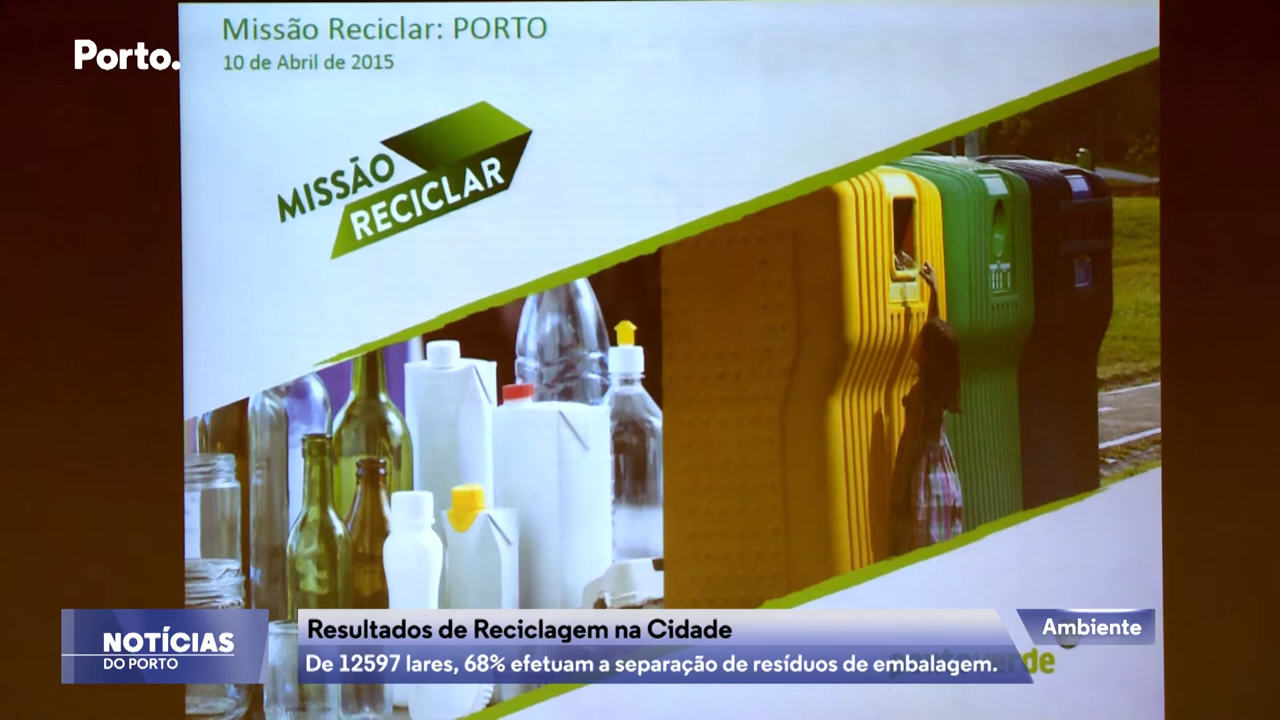 Missão Reciclar: PORTO
10 de Abril de 2015
Porto.
MISSÃO
RECICLAR
NOTÍCIAS
DO PORTO
Resultados de Reciclagem na Cidade
Ambiente
De 12597 lares, 68% efetuam a separação de resíduos de embalagem.